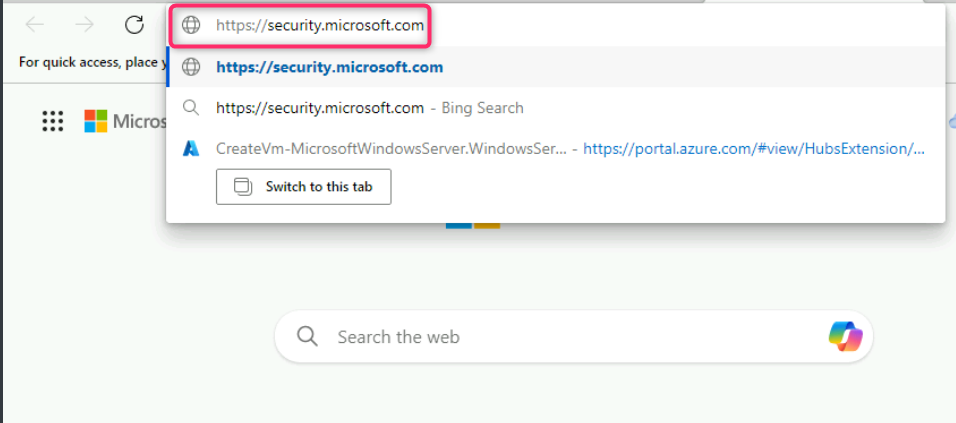 https://security.microsoft.com
For quick access, place y
https://security.microsoft.com
https://security.microsoft.com - Bing Search
Micros
CreateVm-MicrosoftWindowsServer.WindowsSer... - https://portal.azure.com/#view/HubsExtension/...
Switch to this tab
Search the web